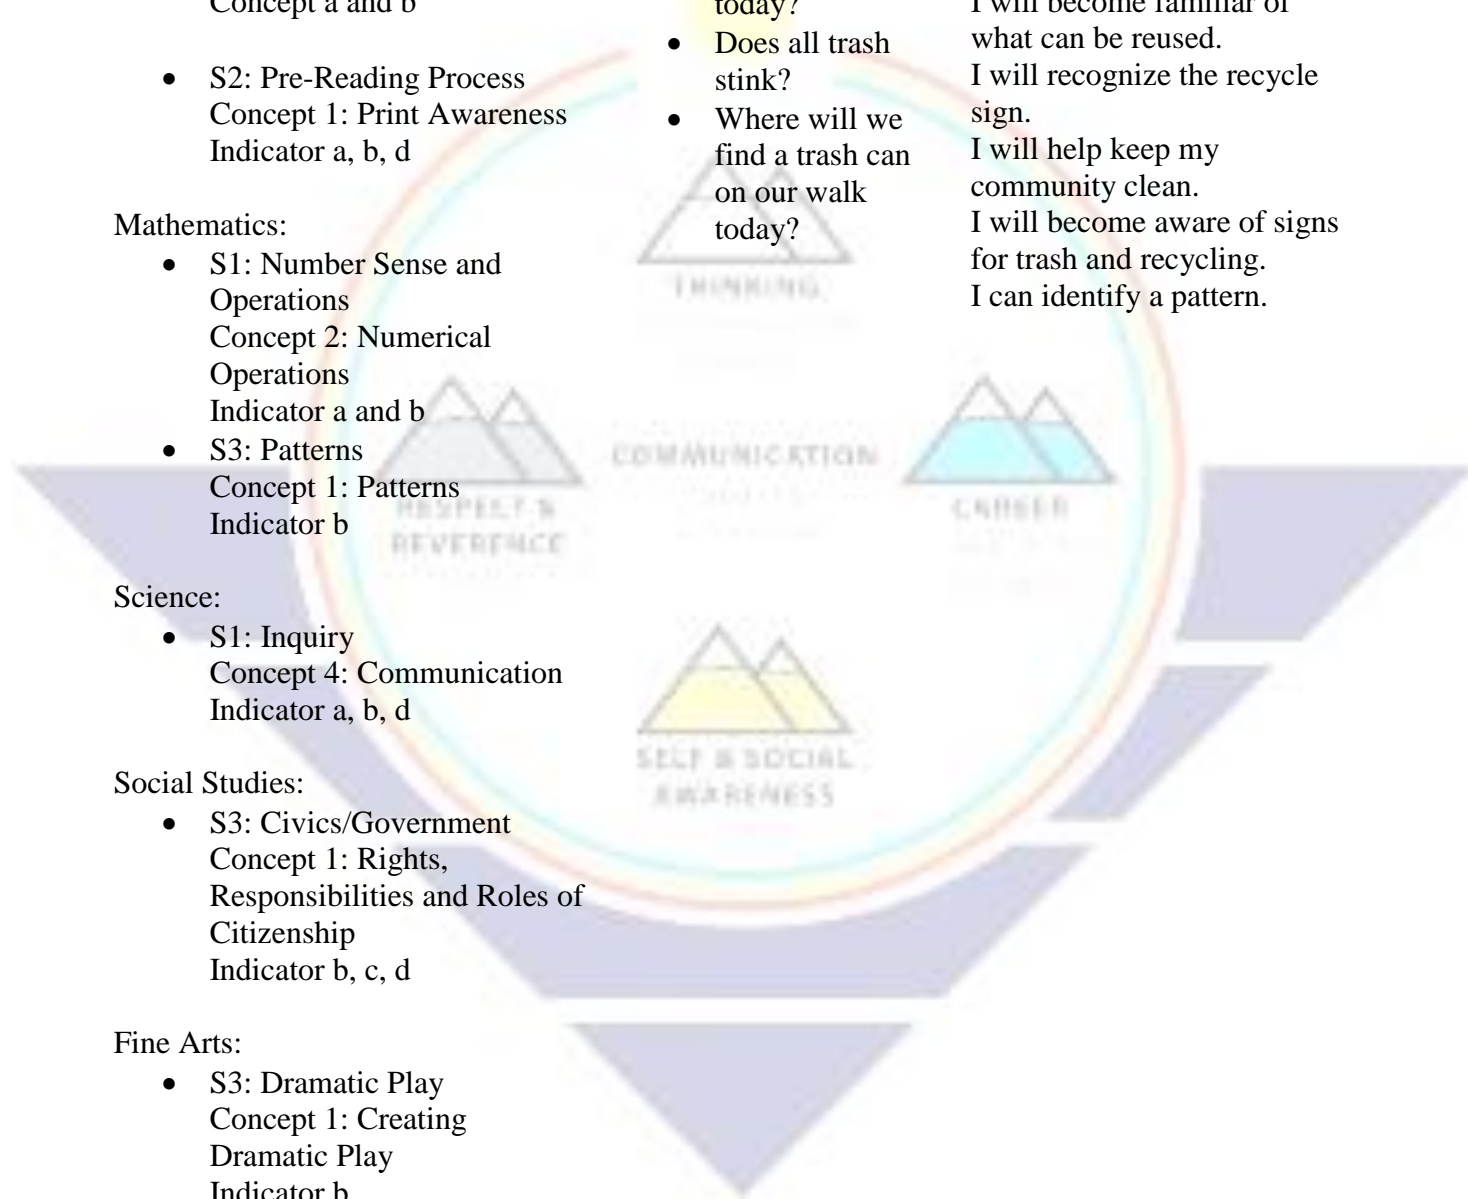 Concept a and b
S2: Pre-Reading Process
Concept 1: Print Awareness
Indicator a, b, d
Mathematics:
S1: Number Sense and
Operations
Concept 2: Numerical
Operations
Indicator a and b
S3: Patterns
Concept 1: Patterns
Indicator b
Science:
S1: Inquiry
Concept 4: Communication
Indicator a, b, d
Social Studies:
S3: Civics/Government
Concept 1: Rights,
Responsibilities and Roles of
Citizenship
Indicator b, c, d
Fine Arts:
S3: Dramatic Play
Concept 1: Creating
Dramatic Play
Indicator b
today?
Does all trash
stink?
Where will we
find a trash can
on our walk
today?
I will become familiar of
what can be reused.
I will recognize the recycle
sign.
I will help keep my
community clean.
I will become aware of signs
for trash and recycling.
I can identify a pattern.
THINKING
COMMUNICATION
RESPECT &
REVERENCE
CAREER
SELF & SOCIAL
AWARENESS